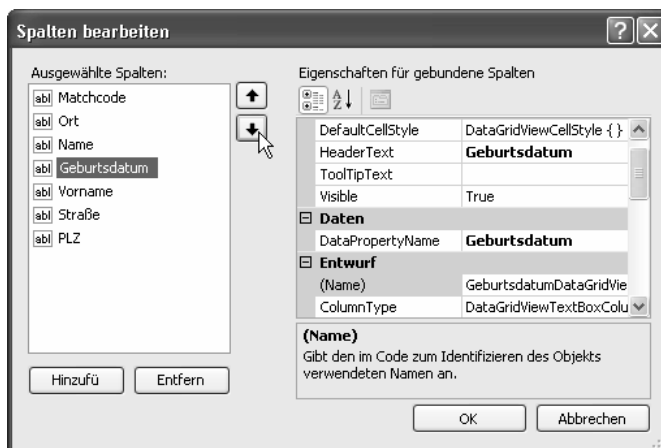 Spalten bearbeiten
Ausgewählte Spalten:
abl Matchcode
abl Ort
abl Name
abl Geburtsdatum
abl Vorname
abl Straße
abl PLZ
Hinzufü
Entfern
Eigenschaften für gebundene Spalten
DefaultCellStyle DataGridViewCellStyle { }
HeaderText Geburtsdatum
ToolTipText
Visible True
Daten
DataPropertyName Geburtsdatum
Entwurf
(Name) GeburtsdatumDataGridVie
ColumnType DataGridViewTextBoxColu
(Name)
Gibt den im Code zum Identifizieren des Objekts
verwendeten Namen an.
OK
Abbrechen